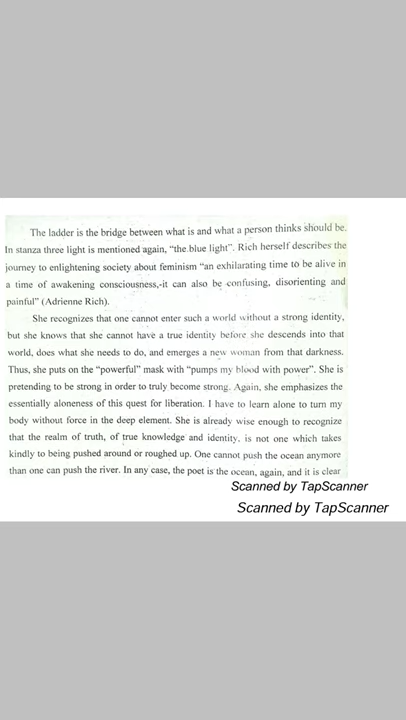 The ladder is the bridge between what is and what a person thinks should be.
In stanza three light is mentioned again, “the blue light”. Rich herself describes the
journey to enlightening society about feminism “an exhilarating time to be alive in
a time of awakening consciousness,-it can also be confusing, disorienting and
painful” (Adrienne Rich).
She recognizes that one cannot enter such a world without a strong identity,
but she knows that she cannot have a true identity before she descends into that
world, does what she needs to do, and emerges a new woman from that darkness.
Thus, she puts on the “powerful” mask with “pumps my blood with power”. She is
pretending to be strong in order to truly become strong. Again, she emphasizes the
essentially aloneness of this quest for liberation. I have to learn alone to turn my
body without force in the deep element. She is already wise enough to recognize
that the realm of truth, of true knowledge and identity, is not one which takes
kindly to being pushed around or roughed up. One cannot push the ocean anymore
than one can push the river. In any case, the poet is the ocean, again, and it is clear
Scanned by TapScanner
Scanned by TapScanner